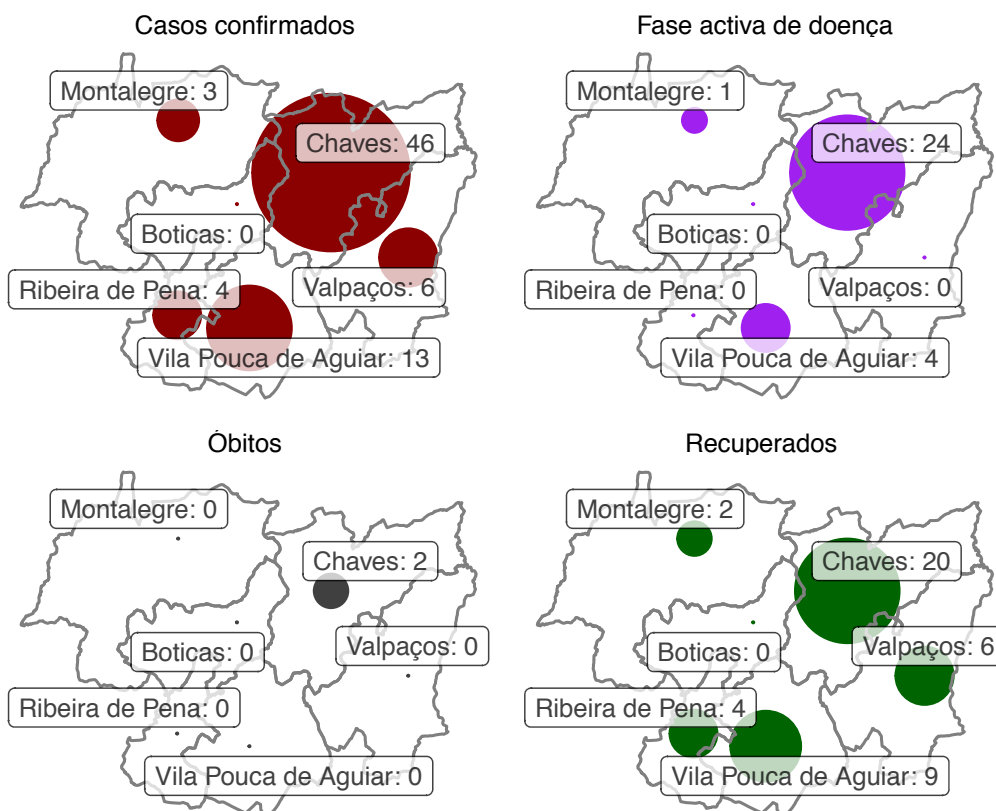 Casos confirmados
Montalegre: 3
Chaves: 46
Boticas: 0
Ribeira de Pena: 4
Valpaços: 6
Vila Pouca de Aguiar: 13
Fase activa de doença
Montalegre: 1
Chaves: 24
Boticas: 0
Ribeira de Pena: 0
Valpaços: 0
Vila Pouca de Aguiar: 4
Óbitos
Montalegre: 0
Chaves: 2
Valpaços: 0
Boticas: 0
Ribeira de Pena: 0
Vila Pouca de Aguiar: 0
Recuperados
Montalegre: 2
Chaves: 20
Valpaços: 6
Boticas: 0
Ribeira de Pena: 4
Vila Pouca de Aguiar: 9